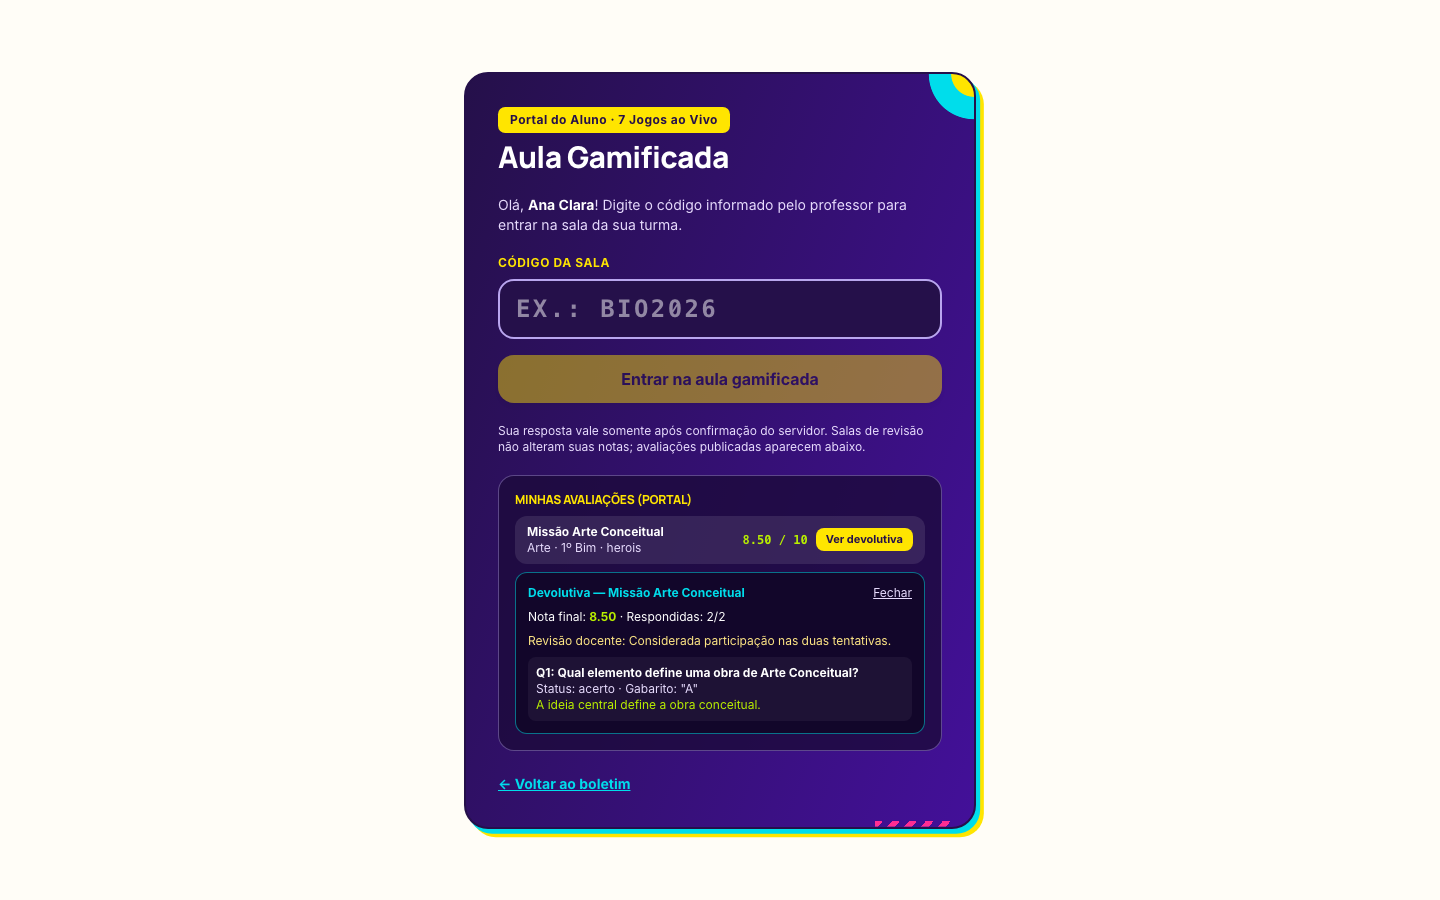 Portal do Aluno · 7 Jogos ao Vivo
Aula Gamificada
Olá, Ana Clara! Digite o código informado pelo professor para
entrar na sala da sua turma.
CÓDIGO DA SALA
EX.: BIO2026
Entrar na aula gamificada
Sua resposta vale somente após confirmação do servidor. Salas de revisão
não alteram suas notas; avaliações publicadas aparecem abaixo.
MINHAS AVALIAÇÕES (PORTAL)
Missão Arte Conceitual
Arte · 1º Bim · herois
8.50 / 10
Ver devolutiva
Devolutiva — Missão Arte Conceitual
Fechar
Nota final: 8.50 · Respondidas: 2/2
Revisão docente: Considerada participação nas duas tentativas.
Q1: Qual elemento define uma obra de Arte Conceitual?
Status: acerto · Gabarito: "A"
A ideia central define a obra conceitual.
← Voltar ao boletim